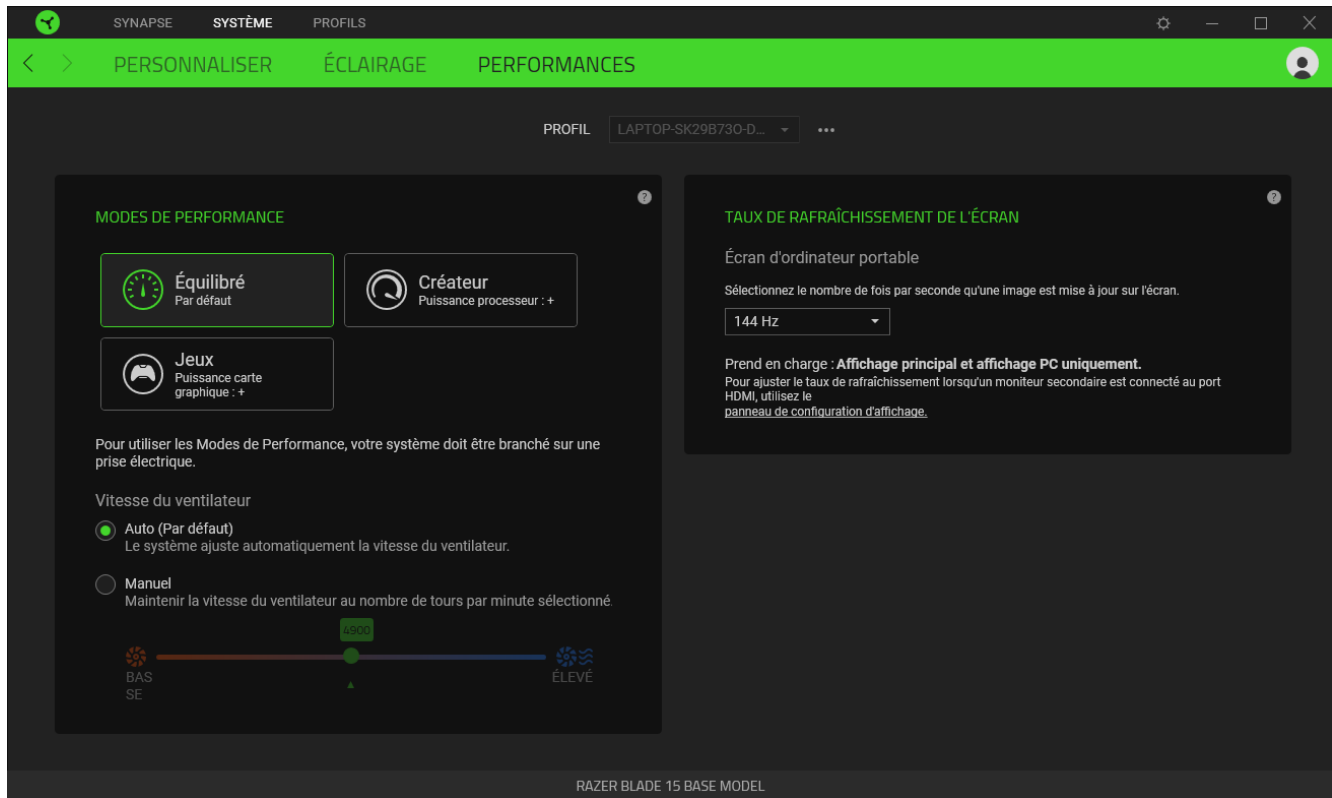 SYNAPSE SYSTÈME PROFILS
PERSONNALISER ÉCLAIRAGE PERFORMANCES
PROFIL LAPTOP-SK29B73O-D...
MODES DE PERFORMANCE
Équilibré
Par défaut
Créateur
Puissance processeur : +
Jeux
Puissance carte
graphique : +
Pour utiliser les Modes de Performance, votre système doit être branché sur une
prise électrique.
Vitesse du ventilateur
Auto (Par défaut)
Le système ajuste automatiquement la vitesse du ventilateur.
Manuel
Maintenir la vitesse du ventilateur au nombre de tours par minute sélectionné.
4900
BAS
SE
ÉLEVÉ
TAUX DE RAFRAÎCHISSEMENT DE L'ÉCRAN
Écran d'ordinateur portable
Sélectionnez le nombre de fois par seconde qu'une image est mise à jour sur l'écran.
144 Hz
Prend en charge : Affichage principal et affichage PC uniquement.
Pour ajuster le taux de rafraîchissement lorsqu'un moniteur secondaire est connecté au port
HDMI, utilisez le
panneau de configuration d'affichage.
RAZER BLADE 15 BASE MODEL